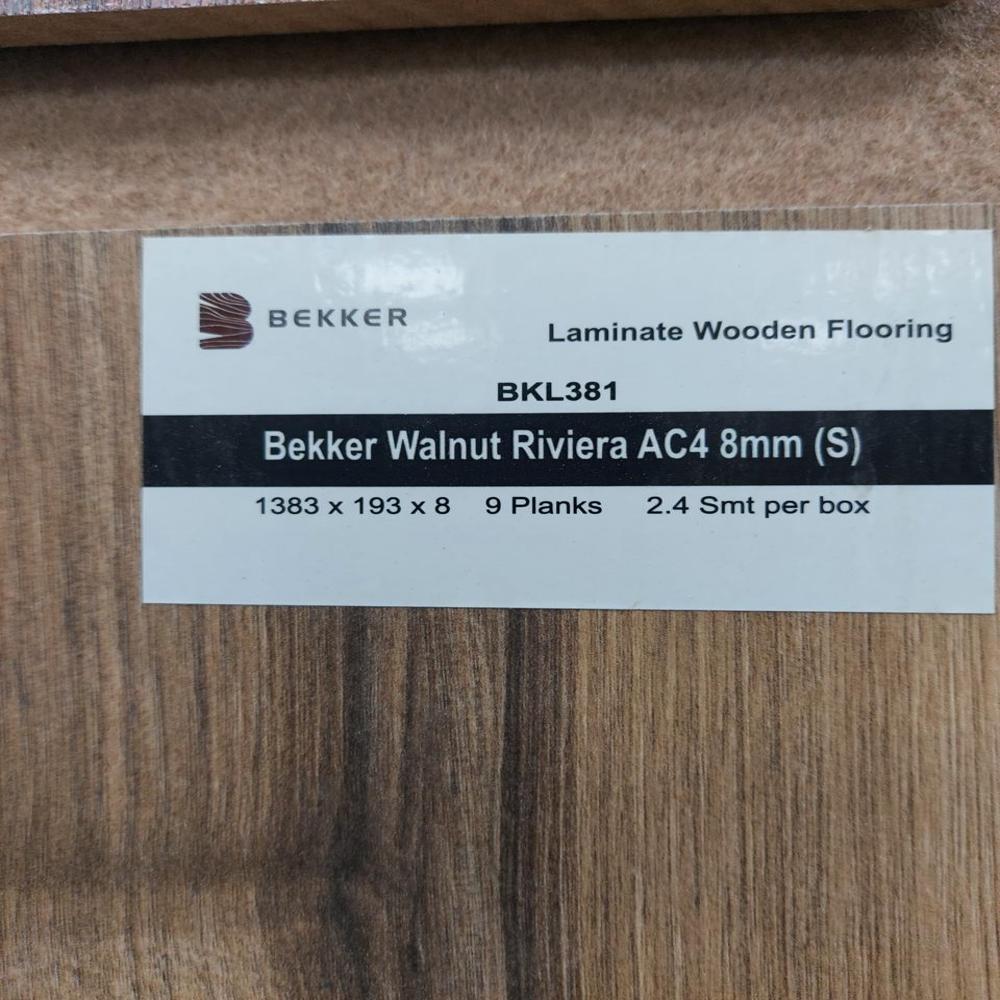 BEKKER
Laminate Wooden Flooring
BKL381
Bekker Walnut Riviera AC4 8mm (S)
1383 x 193 x 8 9 Planks 2.4 Smt per box